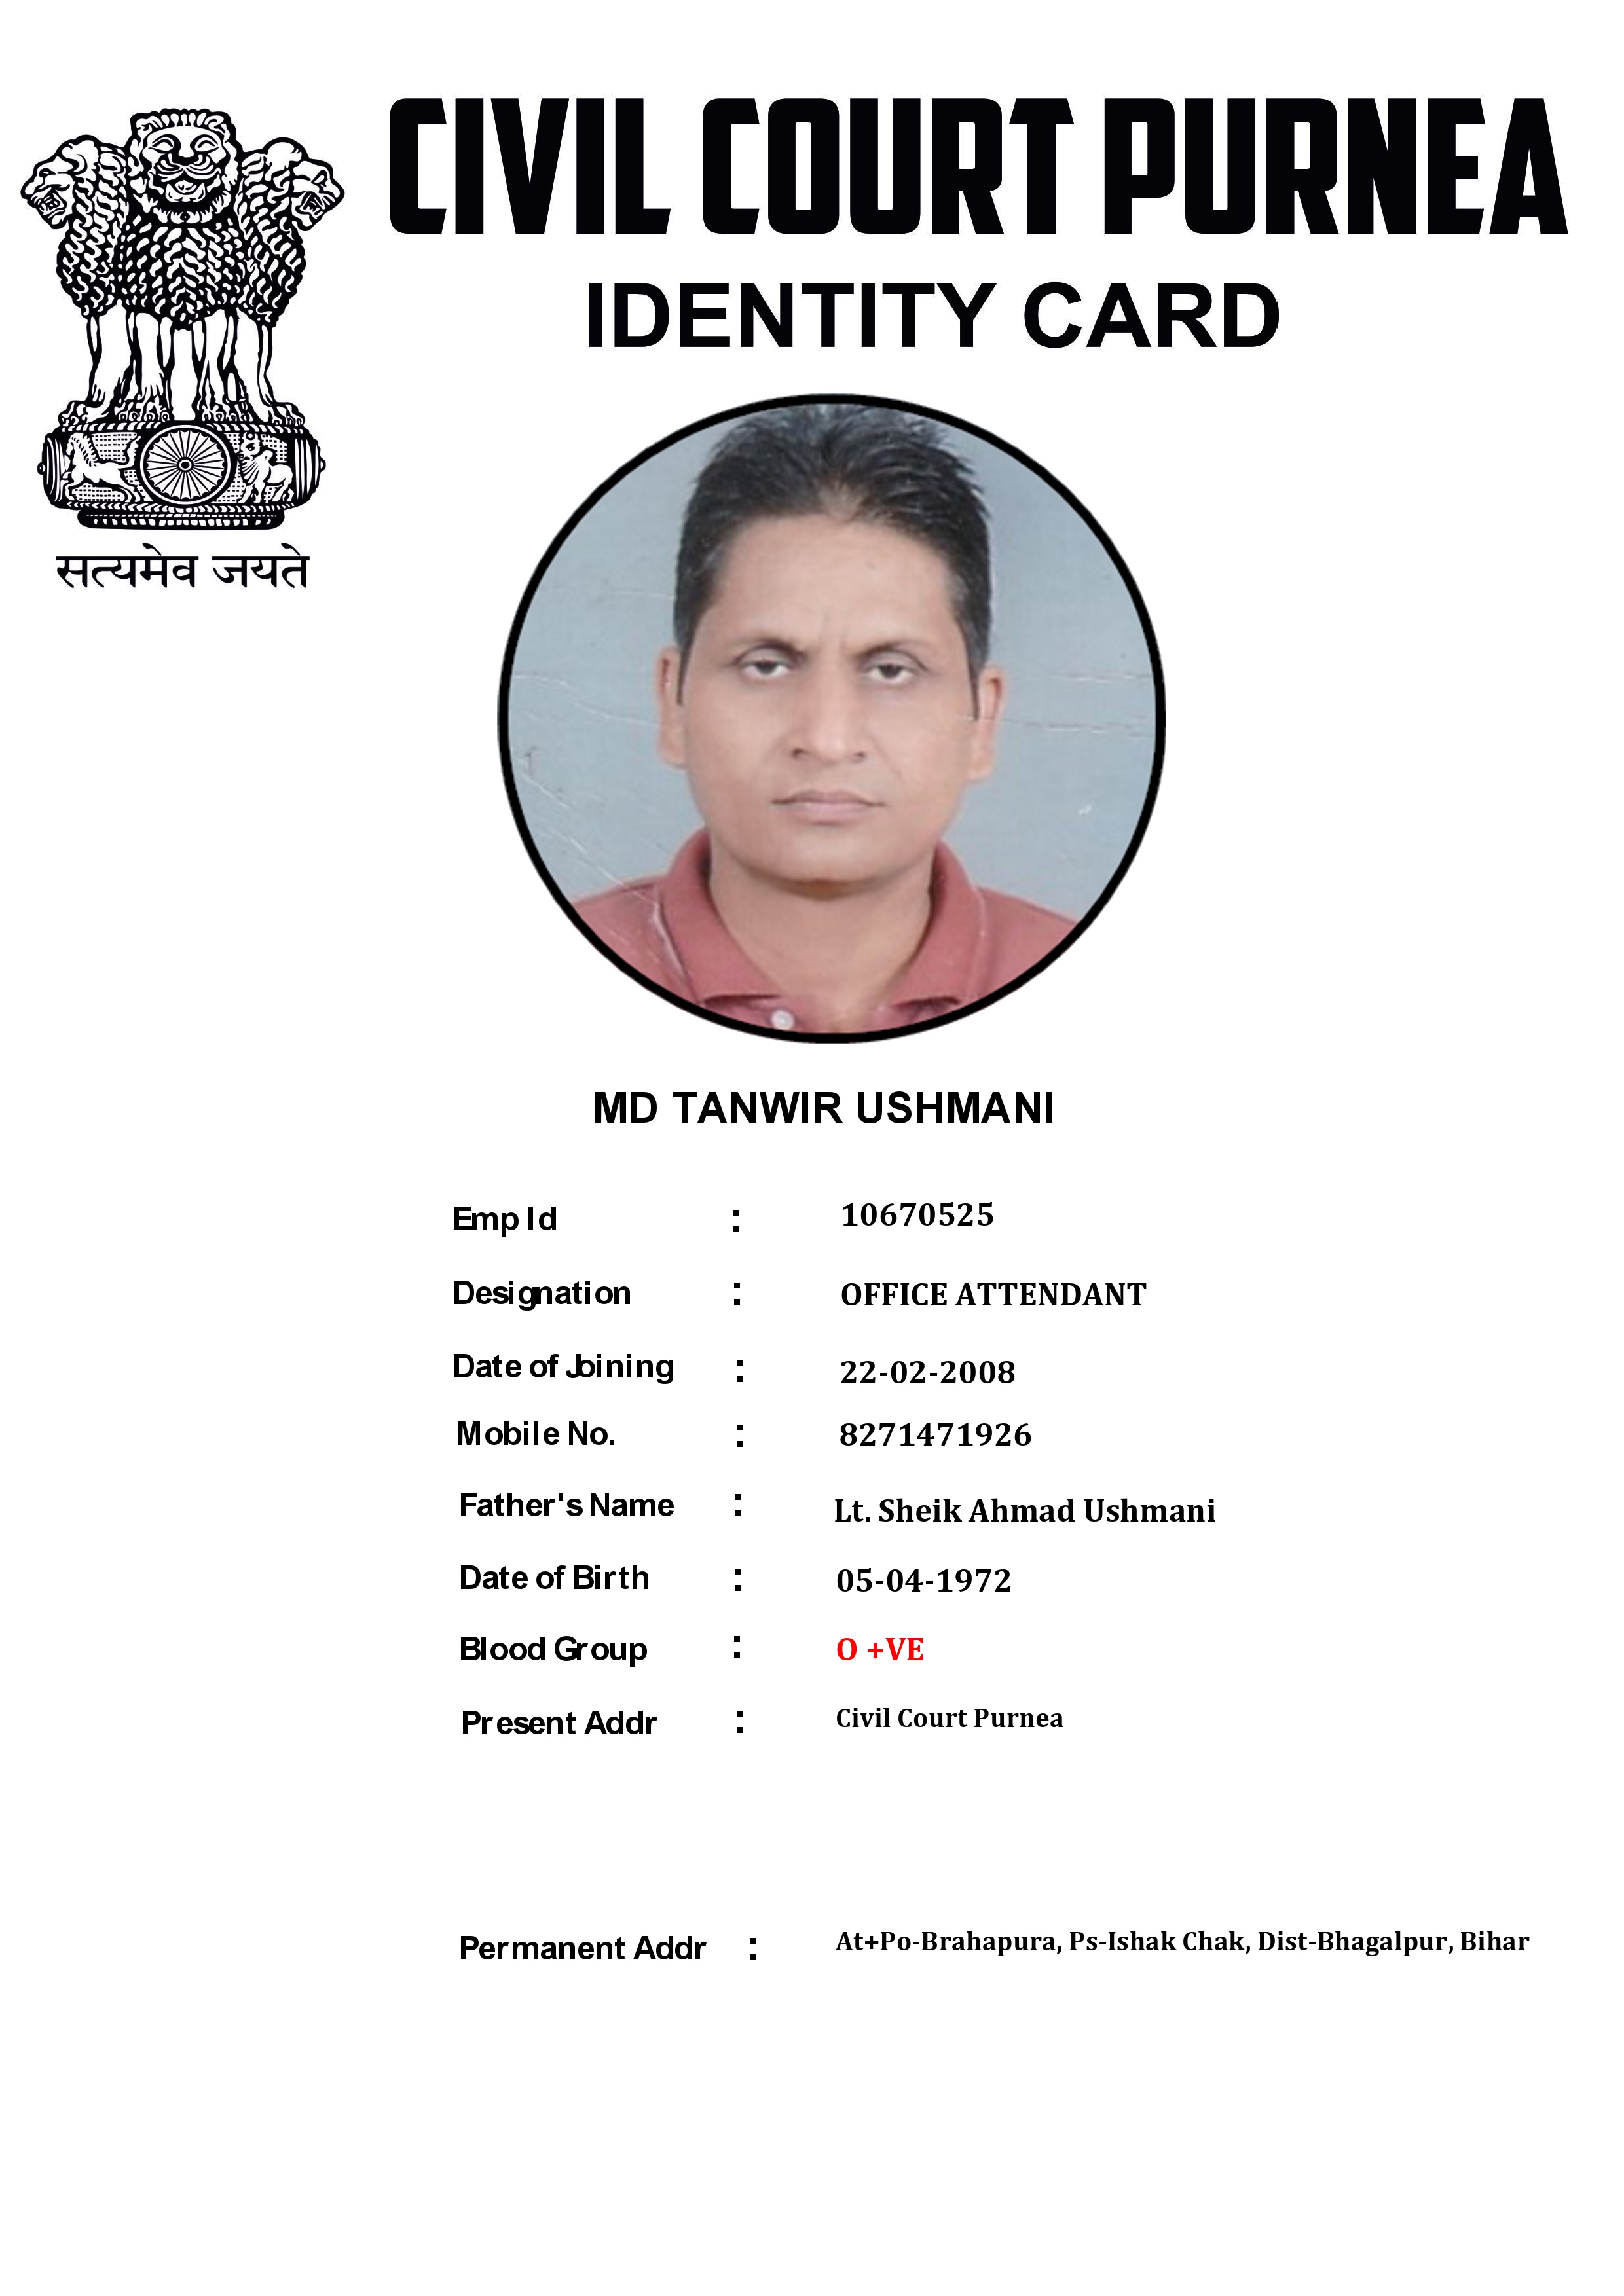 CIVIL COURT PURNEA
IDENTITY CARD
सत्यमेव जयते
MD TANWIR USHMANI
Emp Id : 10670525
Designation : OFFICE ATTENDANT
Date of Joining : 22-02-2008
Mobile No. : 8271471926
Father's Name : Lt. Sheik Ahmad Ushmani
Date of Birth : 05-04-1972
Blood Group : O +VE
Present Addr : Civil Court Purnea
Permanent Addr : At+Po-Brahapura, Ps-Ishak Chak, Dist-Bhagalpur, Bihar